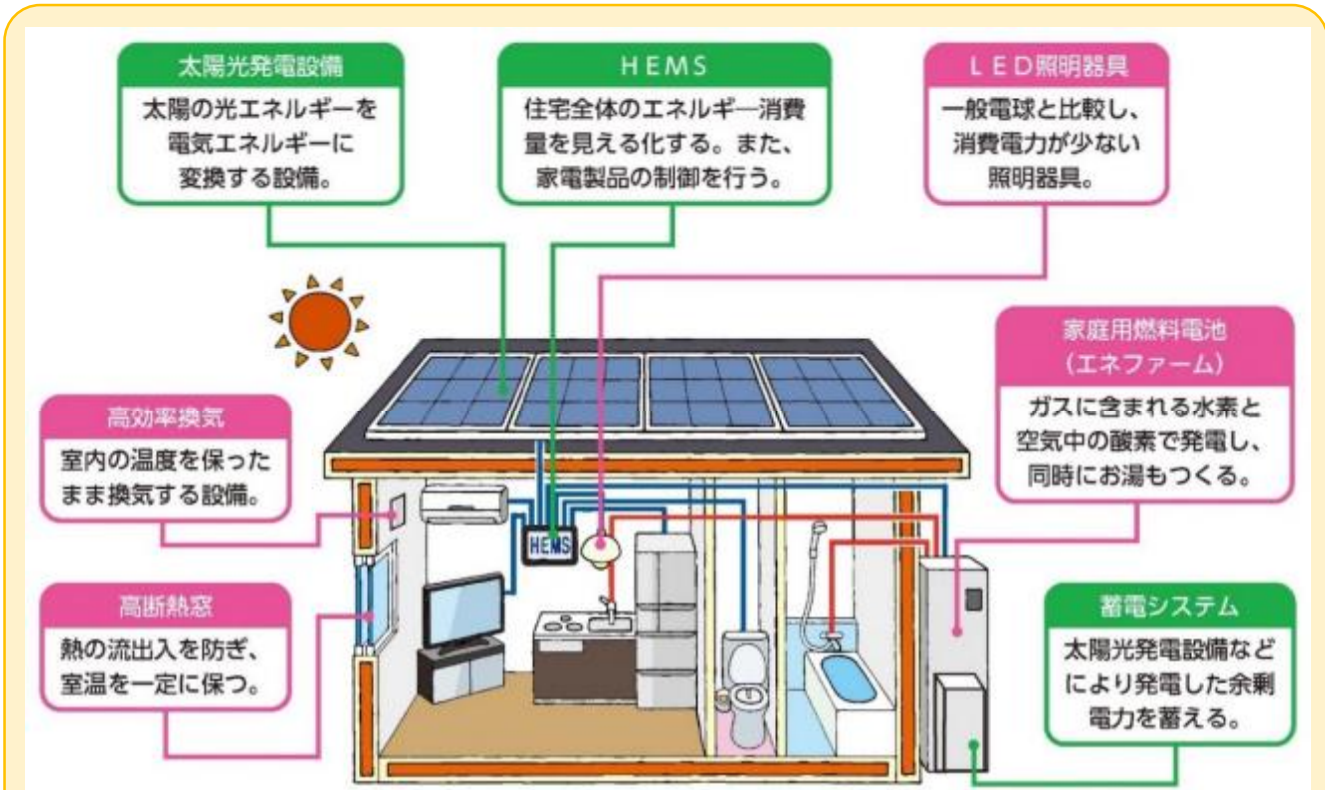 太陽光発電設備
太陽の光エネルギーを
電気エネルギーに
変換する設備。
ＨＥＭＳ
住宅全体のエネルギ―消費
量を見える化する。また、
家電製品の制御を行う。
ＬＥＤ照明器具
一般電球と比較し、
消費電力が少ない
照明器具。
家庭用燃料電池
（エネファーム）
ガスに含まれる水素と
空気中の酸素で発電し、
同時にお湯もつくる。
高効率換気
室内の温度を保った
まま換気する設備。
HEMS
高断熱窓
熱の流出入を防ぎ、
室温を一定に保つ。
蓄電システム
太陽光発電設備など
により発電した余剰
電力を蓄える。